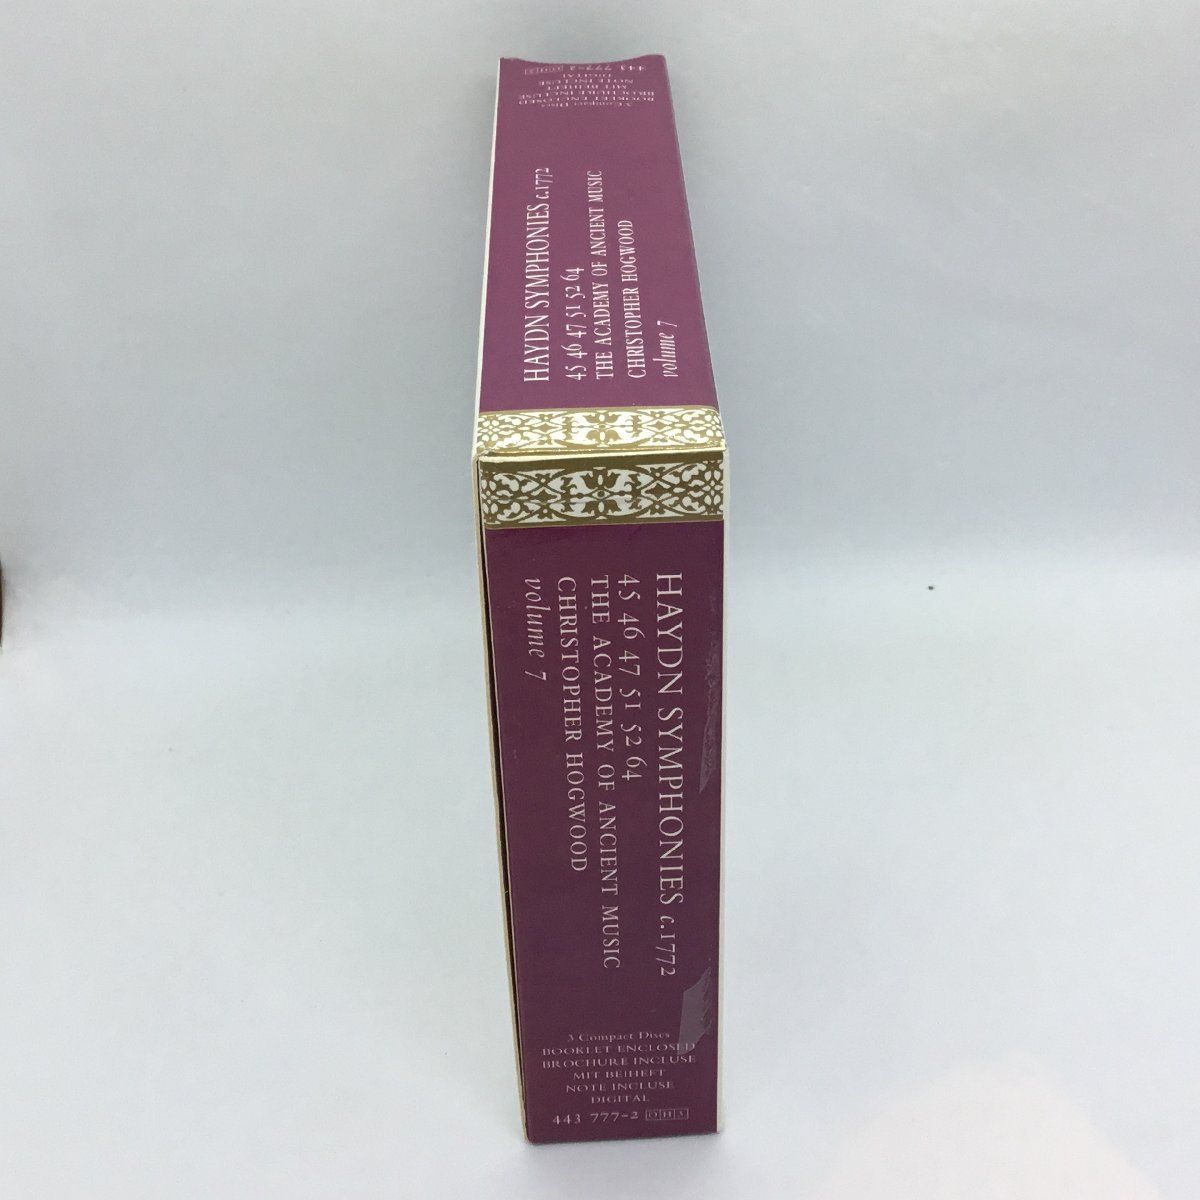 443 777-2 OH3
DIGITAL
NOTE INCLUSE
MIT BEIHEFT
BROCHURE INCLUSE
BOOKLET ENCLOSED
3 Compact Discs
HAYDN SYMPHONIES c.1772
45 46 47 51 52 64
THE ACADEMY OF ANCIENT MUSIC
CHRISTOPHER HOGWOOD
volume 7
HAYDN SYMPHONIES c.1772
45 46 47 51 52 64
THE ACADEMY OF ANCIENT MUSIC
CHRISTOPHER HOGWOOD
volume 7
3 Compact Discs
BOOKLET ENCLOSED
BROCHURE INCLUSE
MIT BEIHEFT
NOTE INCLUSE
DIGITAL
443 777-2 OH3